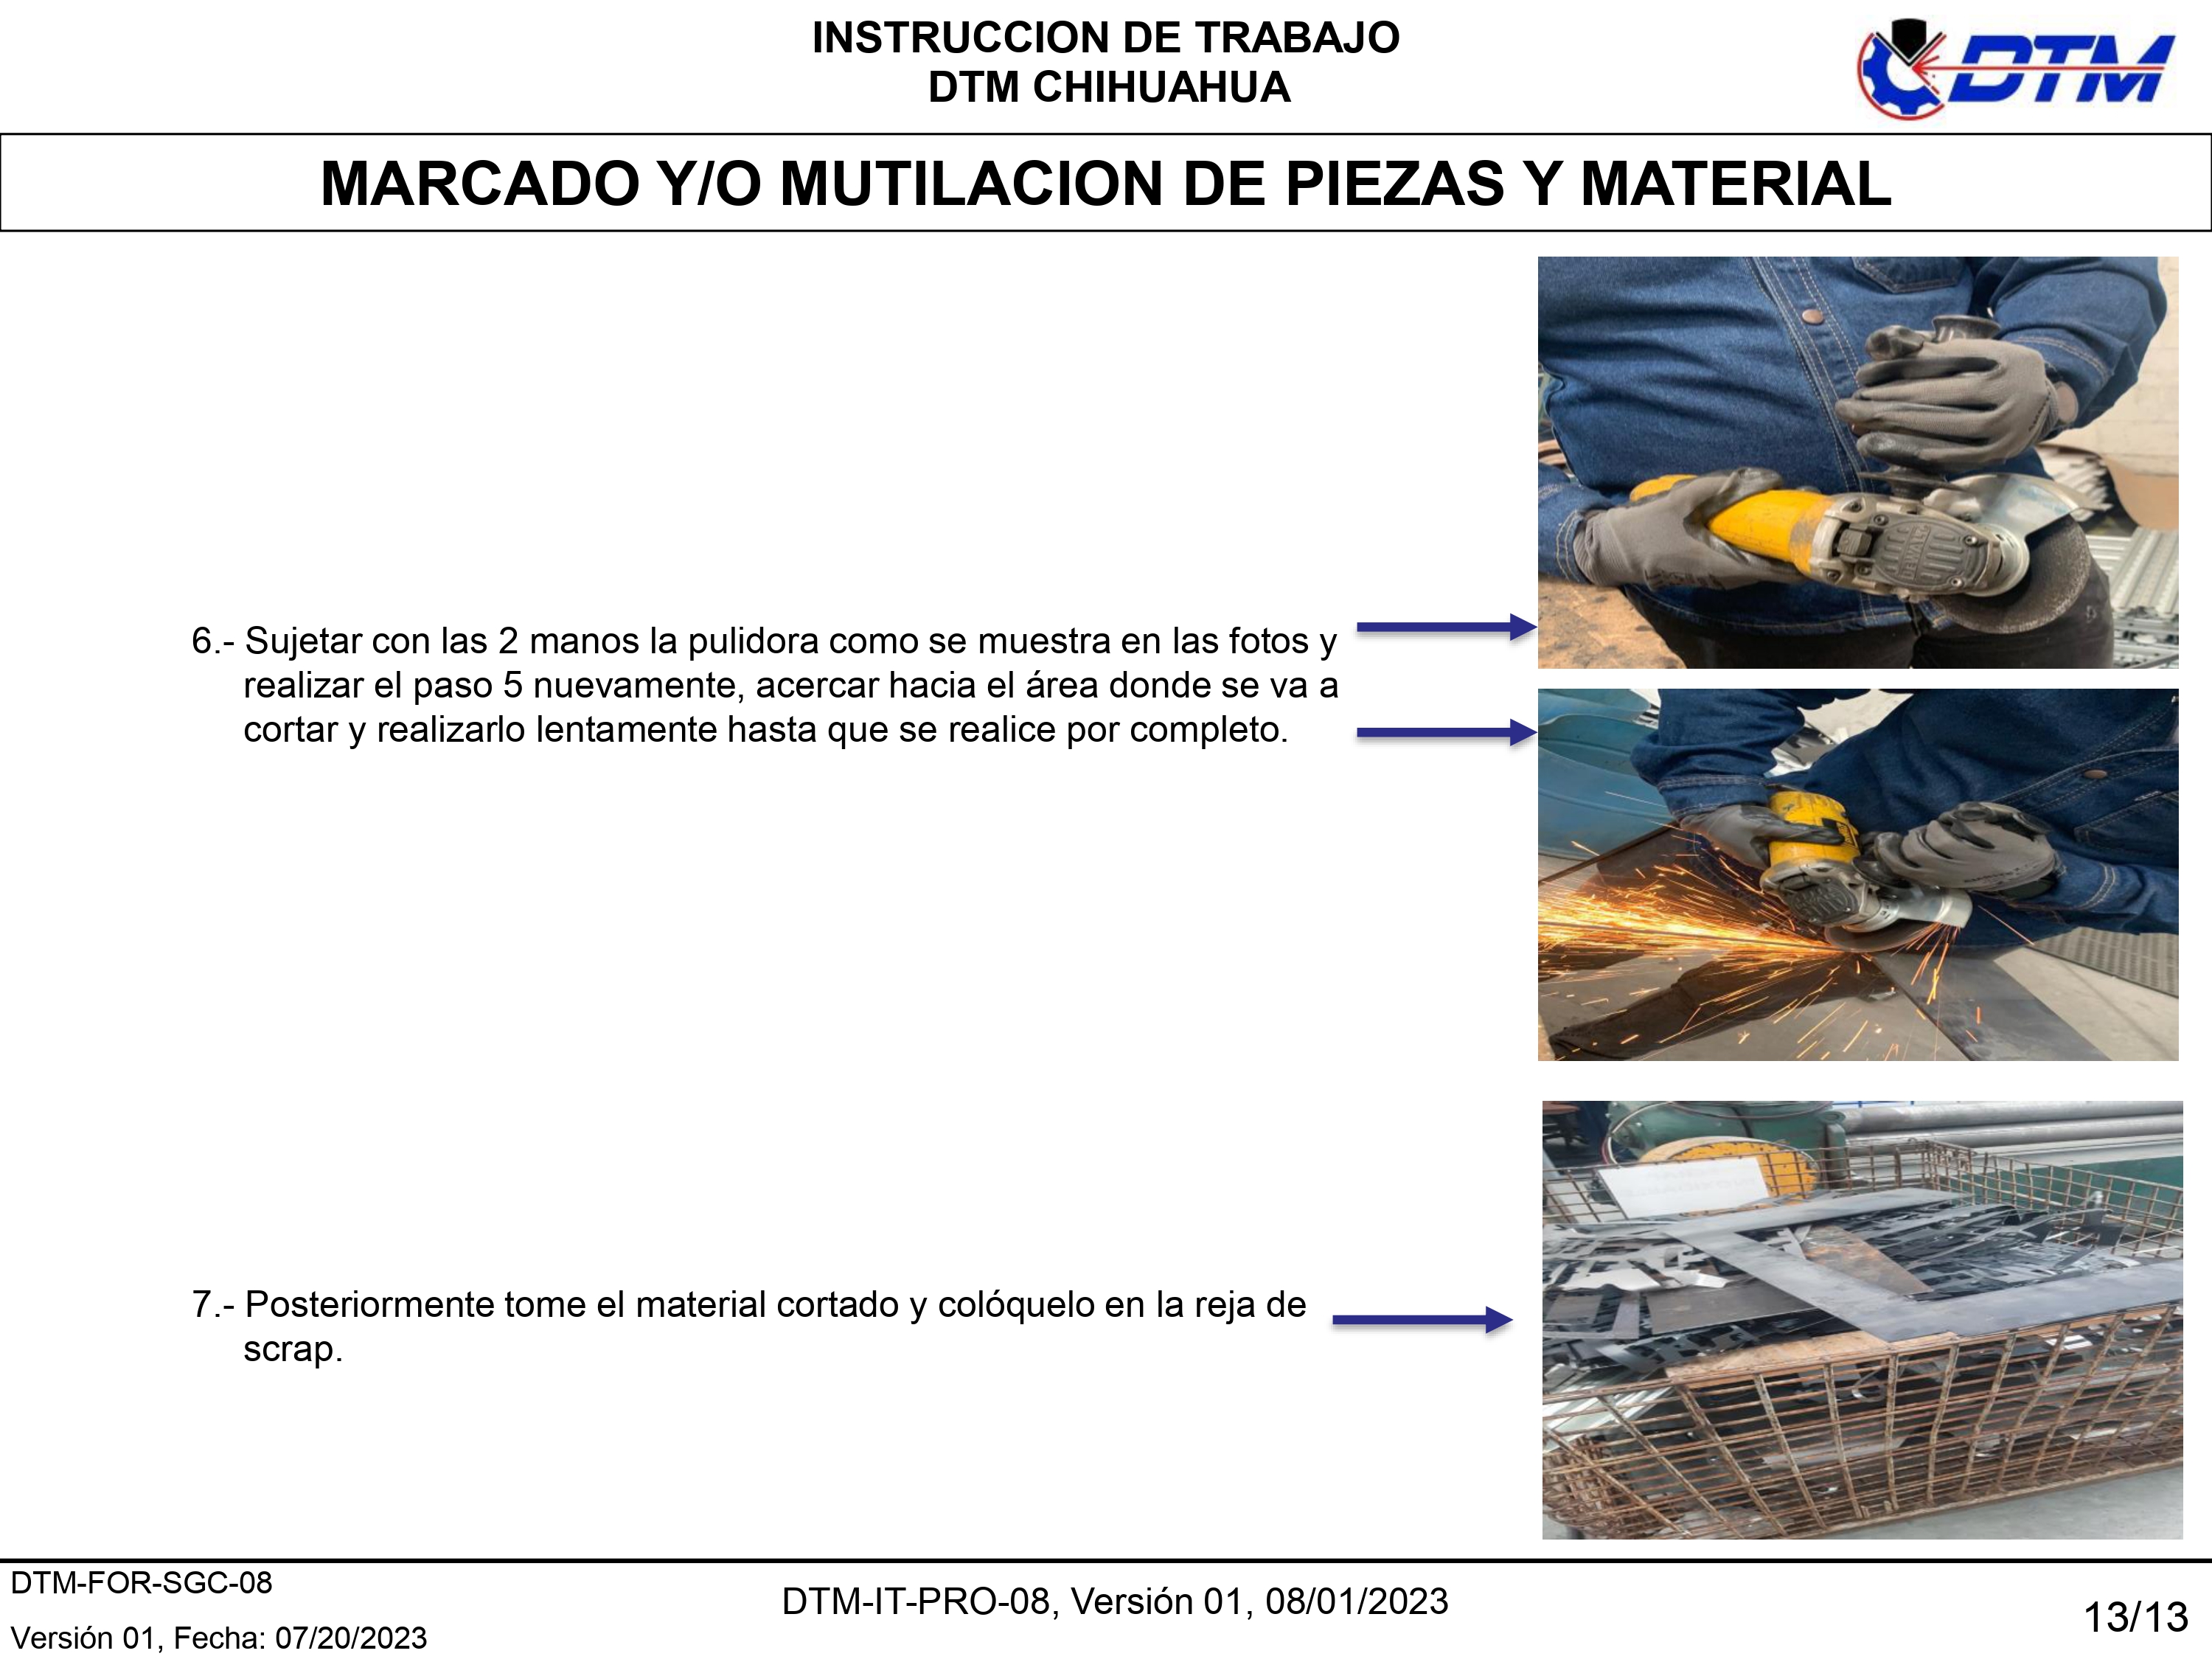 INSTRUCCION DE TRABAJO
DTM CHIHUAHUA
DTM
MARCADO Y/O MUTILACION DE PIEZAS Y MATERIAL
6.- Sujetar con las 2 manos la pulidora como se muestra en las fotos y
realizar el paso 5 nuevamente, acercar hacia el área donde se va a
cortar y realizarlo lentamente hasta que se realice por completo.
DEWALT
7.- Posteriormente tome el material cortado y colóquelo en la reja de
scrap.
DTM-FOR-SGC-08
Versión 01, Fecha: 07/20/2023
DTM-IT-PRO-08, Versión 01, 08/01/2023
13/13